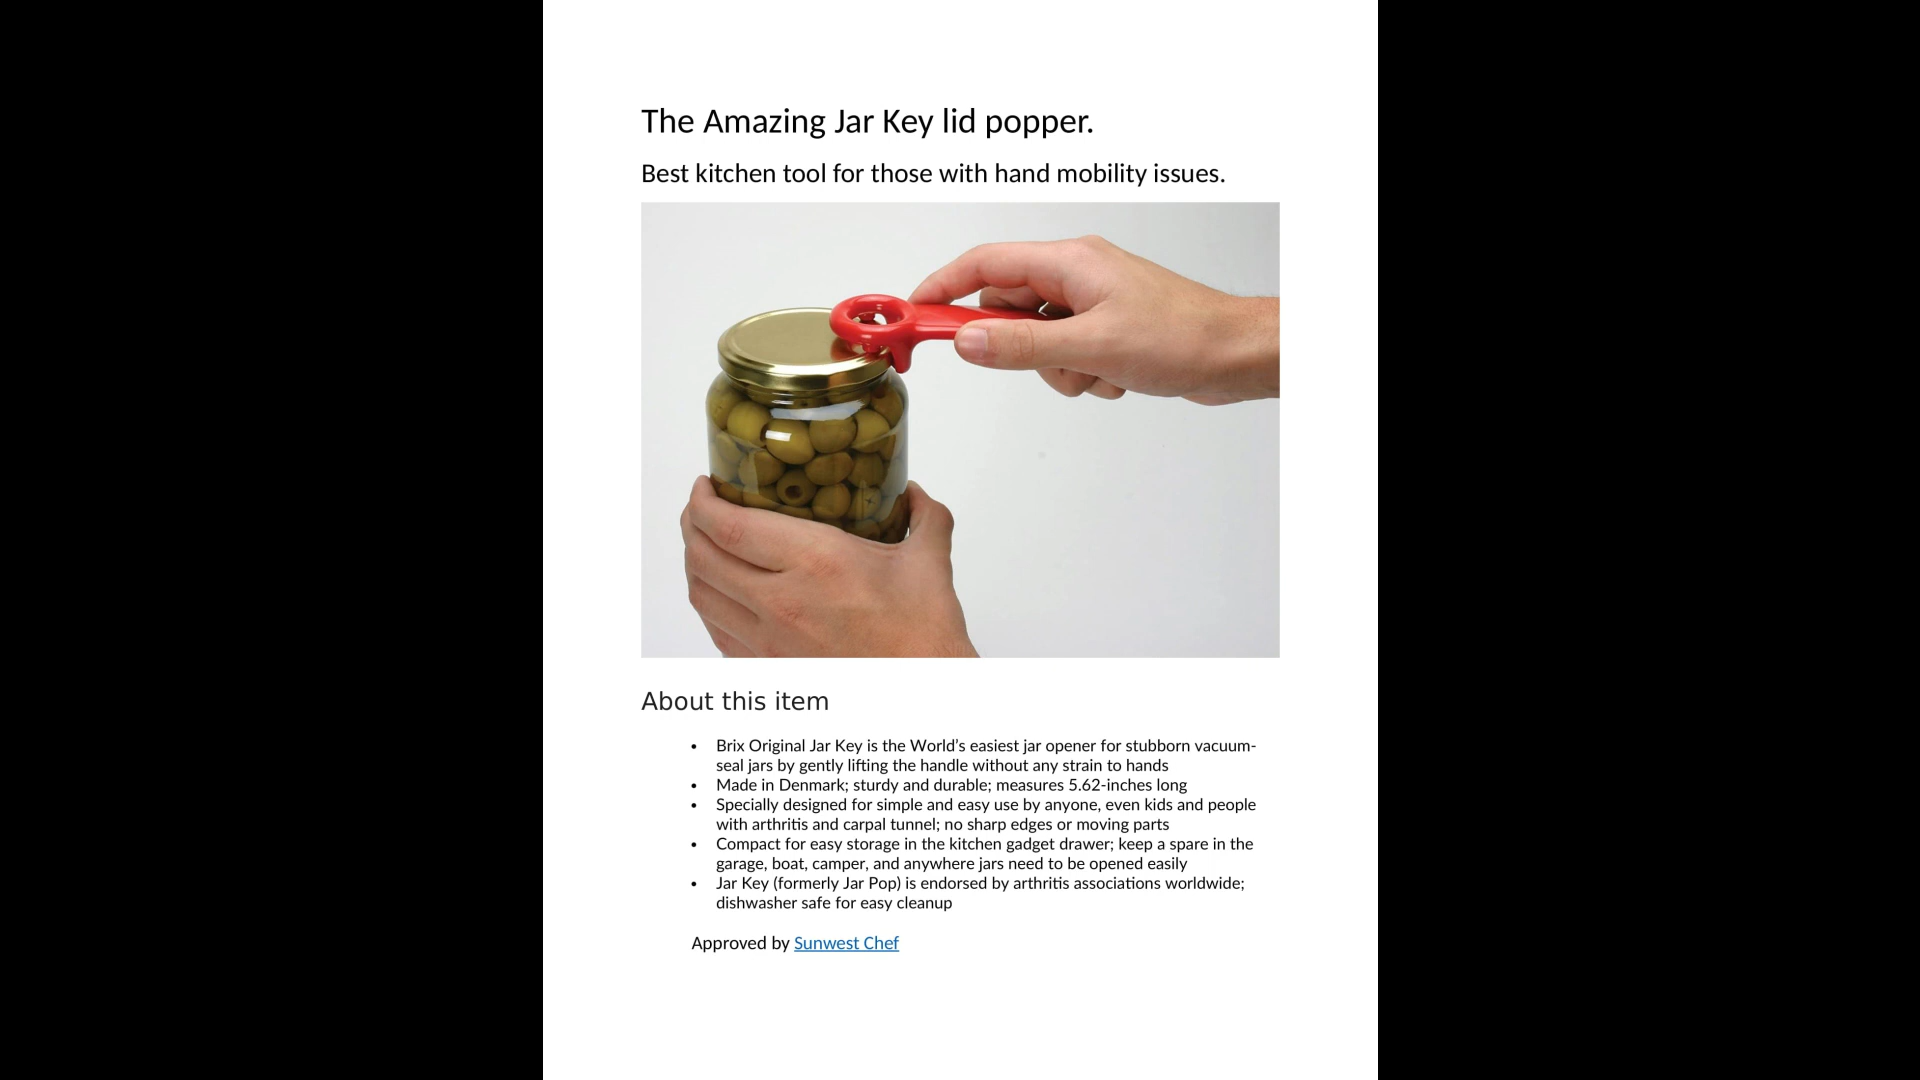 The Amazing Jar Key lid popper.
Best kitchen tool for those with hand mobility issues.
About this item
• Brix Original Jar Key is the World’s easiest jar opener for stubborn vacuum-
seal jars by gently lifting the handle without any strain to hands
• Made in Denmark; sturdy and durable; measures 5.62-inches long
• Specially designed for simple and easy use by anyone, even kids and people
with arthritis and carpal tunnel; no sharp edges or moving parts
• Compact for easy storage in the kitchen gadget drawer; keep a spare in the
garage, boat, camper, and anywhere jars need to be opened easily
• Jar Key (formerly Jar Pop) is endorsed by arthritis associations worldwide;
dishwasher safe for easy cleanup
Approved by Sunwest Chef